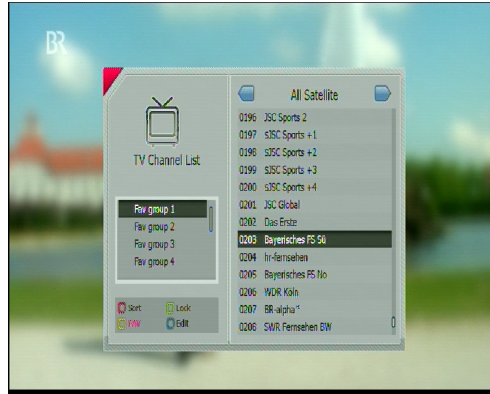 BR
All Satellite
TV Channel List
0196 JSC Sports 2
0197 sJSC Sports +1
0198 sJSC Sports +2
0199 sJSC Sports +3
0200 sJSC Sports +4
0201 JSC Global
0202 Das Erste
0203 Bayerisches FS Sü
0204 hr-fernsehen
0205 Bayerisches FS No
0206 WDR Köln
0207 BR-alpha*
0208 SWR Fernsehen BW
Fav group 1
Fav group 2
Fav group 3
Fav group 4
Sort Lock
FAV Edit